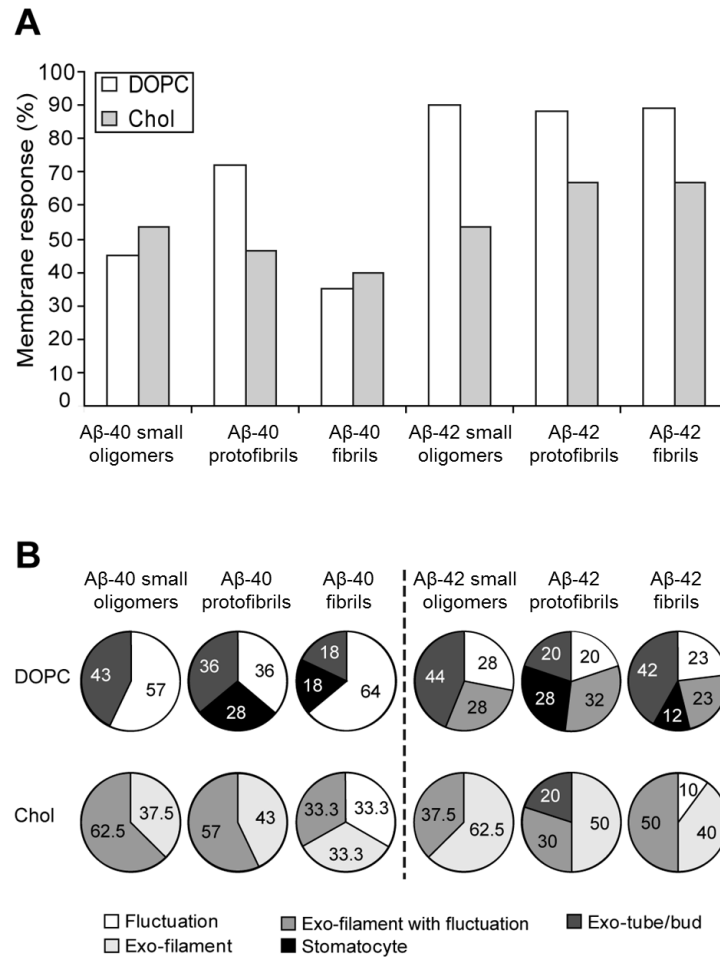 A
Membrane response (%)
100
90
80
70
60
50
40
30
20
10
0
DOPC
Chol
Aβ-40 small
oligomers
Aβ-40
protofibrils
Aβ-40
fibrils
Aβ-42 small
oligomers
Aβ-42
protofibrils
Aβ-42
fibrils
B
Aβ-40 small
oligomers
Aβ-40
protofibrils
Aβ-40
fibrils
Aβ-42 small
oligomers
Aβ-42
protofibrils
Aβ-42
fibrils
DOPC
43 57
36 36 28
18 18 64
44 28 28
20 20 28 32
42 23 23 12
Chol
62.5 37.5
57 43
33.3 33.3 33.3
37.5 62.5
20 30 50
10 50 40
Fluctuation
Exo-filament with fluctuation
Exo-tube/bud
Exo-filament
Stomatocyte